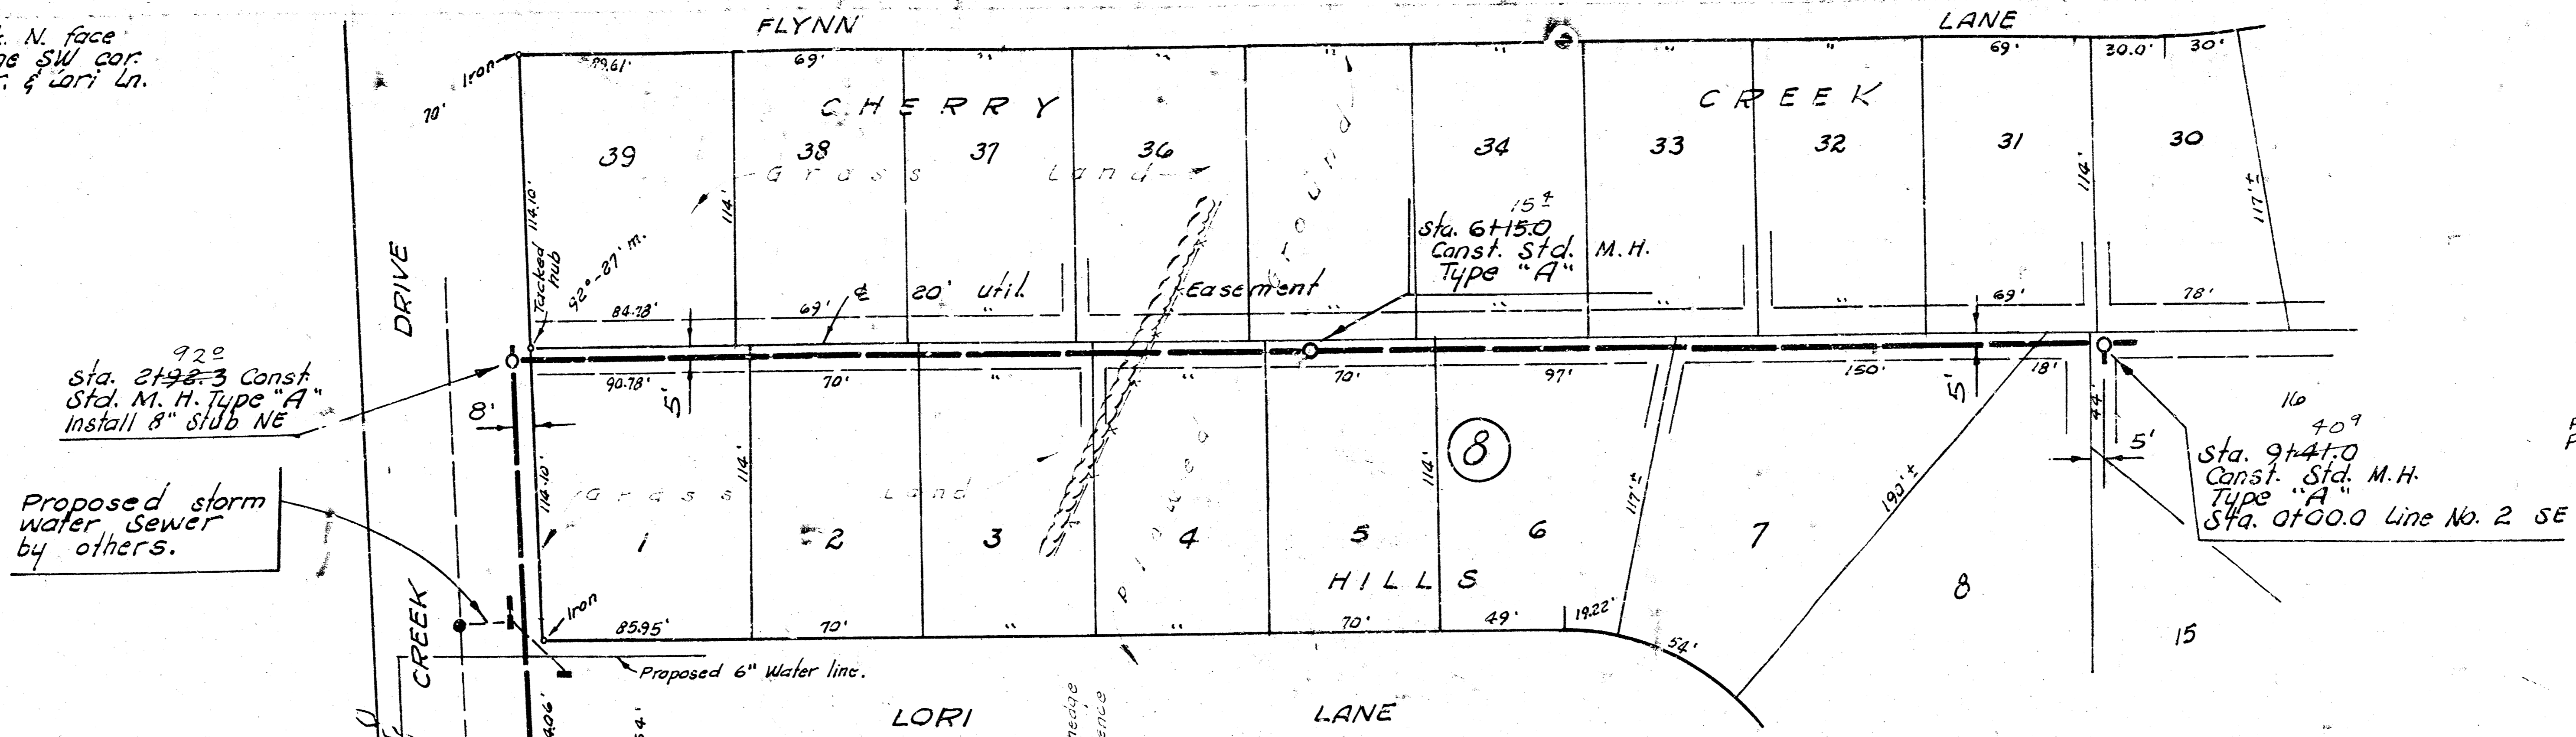 N. face
SW cor.
& Lori Ln.
FLYNN
LANE
Iron
70'
89.61'
69'
"
"
"
"
"
"
69'
30.0'
30'
CHERRY
CREEK
39
38
37
36
34
33
32
31
30
Grass Land
Ground
114.10'
114'
114'
117'±
Tacked
hub
92°-27' m.
15±
Sta. 6+15.0
Const. Std. M.H.
Type "A"
DRIVE
84.78'
69'
℄ 20' Util. Easement
"
"
"
"
69'
78'
92º
Sta. 2+92.3 Const.
Std. M. H. Type "A"
Install 8" Stub NE
8'
90.78'
5'
70'
"
"
70'
97'
150'
18'
5'
44'
5'
16
40⁹
Sta. 9+41.0
Const. Std. M.H.
Type "A"
Sta. 0+00.0 Line No. 2 SE
Proposed storm
water sewer
by others.
114.10'
114'
114'
117'±
190'±
8
Grass Land
Plowed
1
2
3
4
5
6
7
8
15
HILLS
CREEK
Iron
85.95'
70'
"
"
70'
49'
19.22'
54'
Proposed 6" Water line.
LORI
LANE